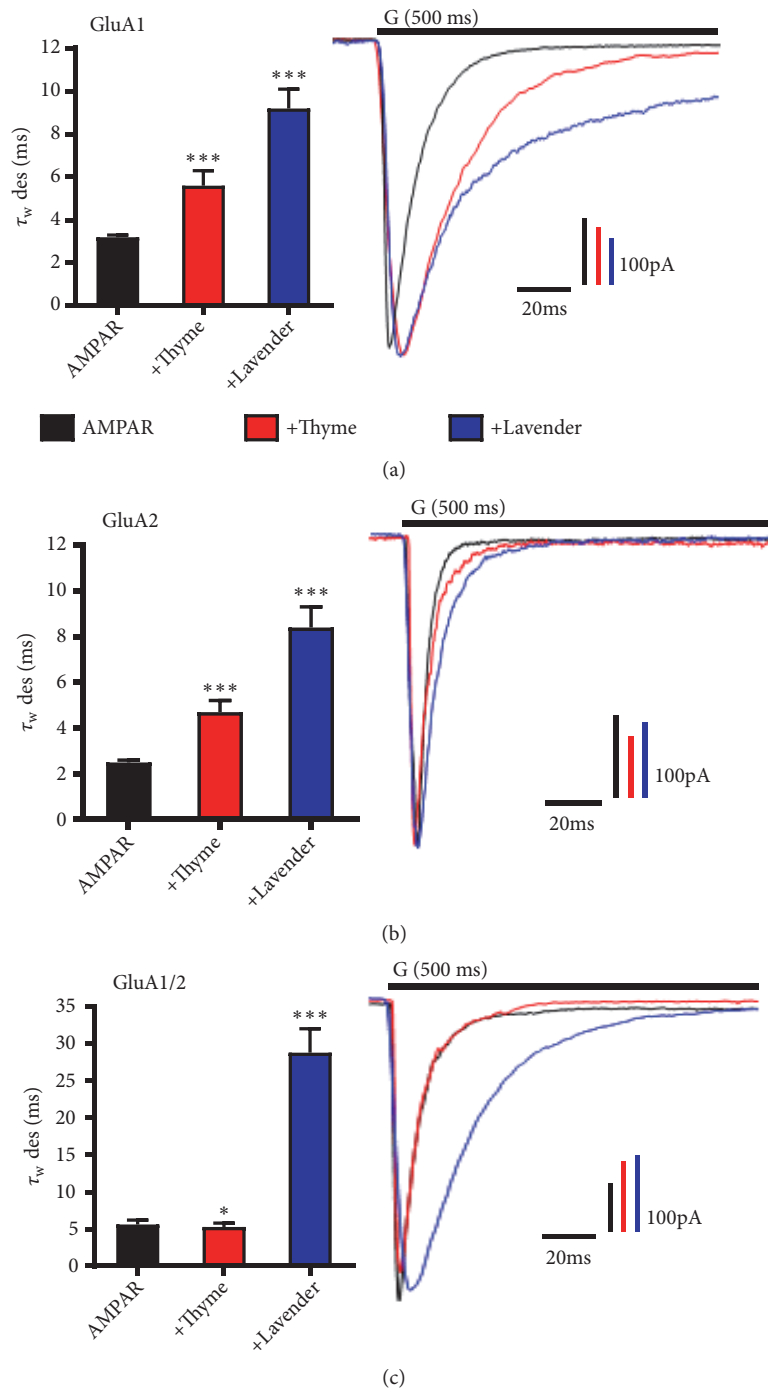 GluA1
G (500 ms)
12
10
8
6
4
2
0
τw des (ms)
***
***
AMPAR
+Thyme
+Lavender
100pA
20ms
AMPAR
+Thyme
+Lavender
(a)
GluA2
G (500 ms)
12
10
8
6
4
2
0
τw des (ms)
***
***
AMPAR
+Thyme
+Lavender
100pA
20ms
(b)
GluA1/2
G (500 ms)
35
30
25
20
15
10
5
0
τw des (ms)
*
***
AMPAR
+Thyme
+Lavender
100pA
20ms
(c)